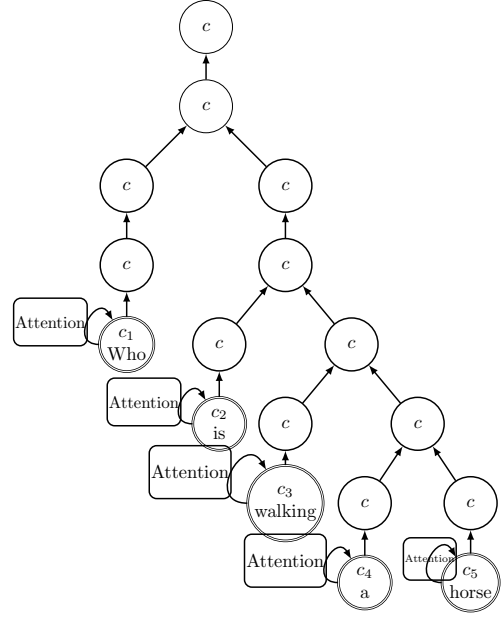 c
c
c
c
c
c
Attention
c₁
Who
c
c
Attention
c₂
is
c
c
Attention
c₃
walking
c
c
Attention
c₄
a
Attention
c₅
horse